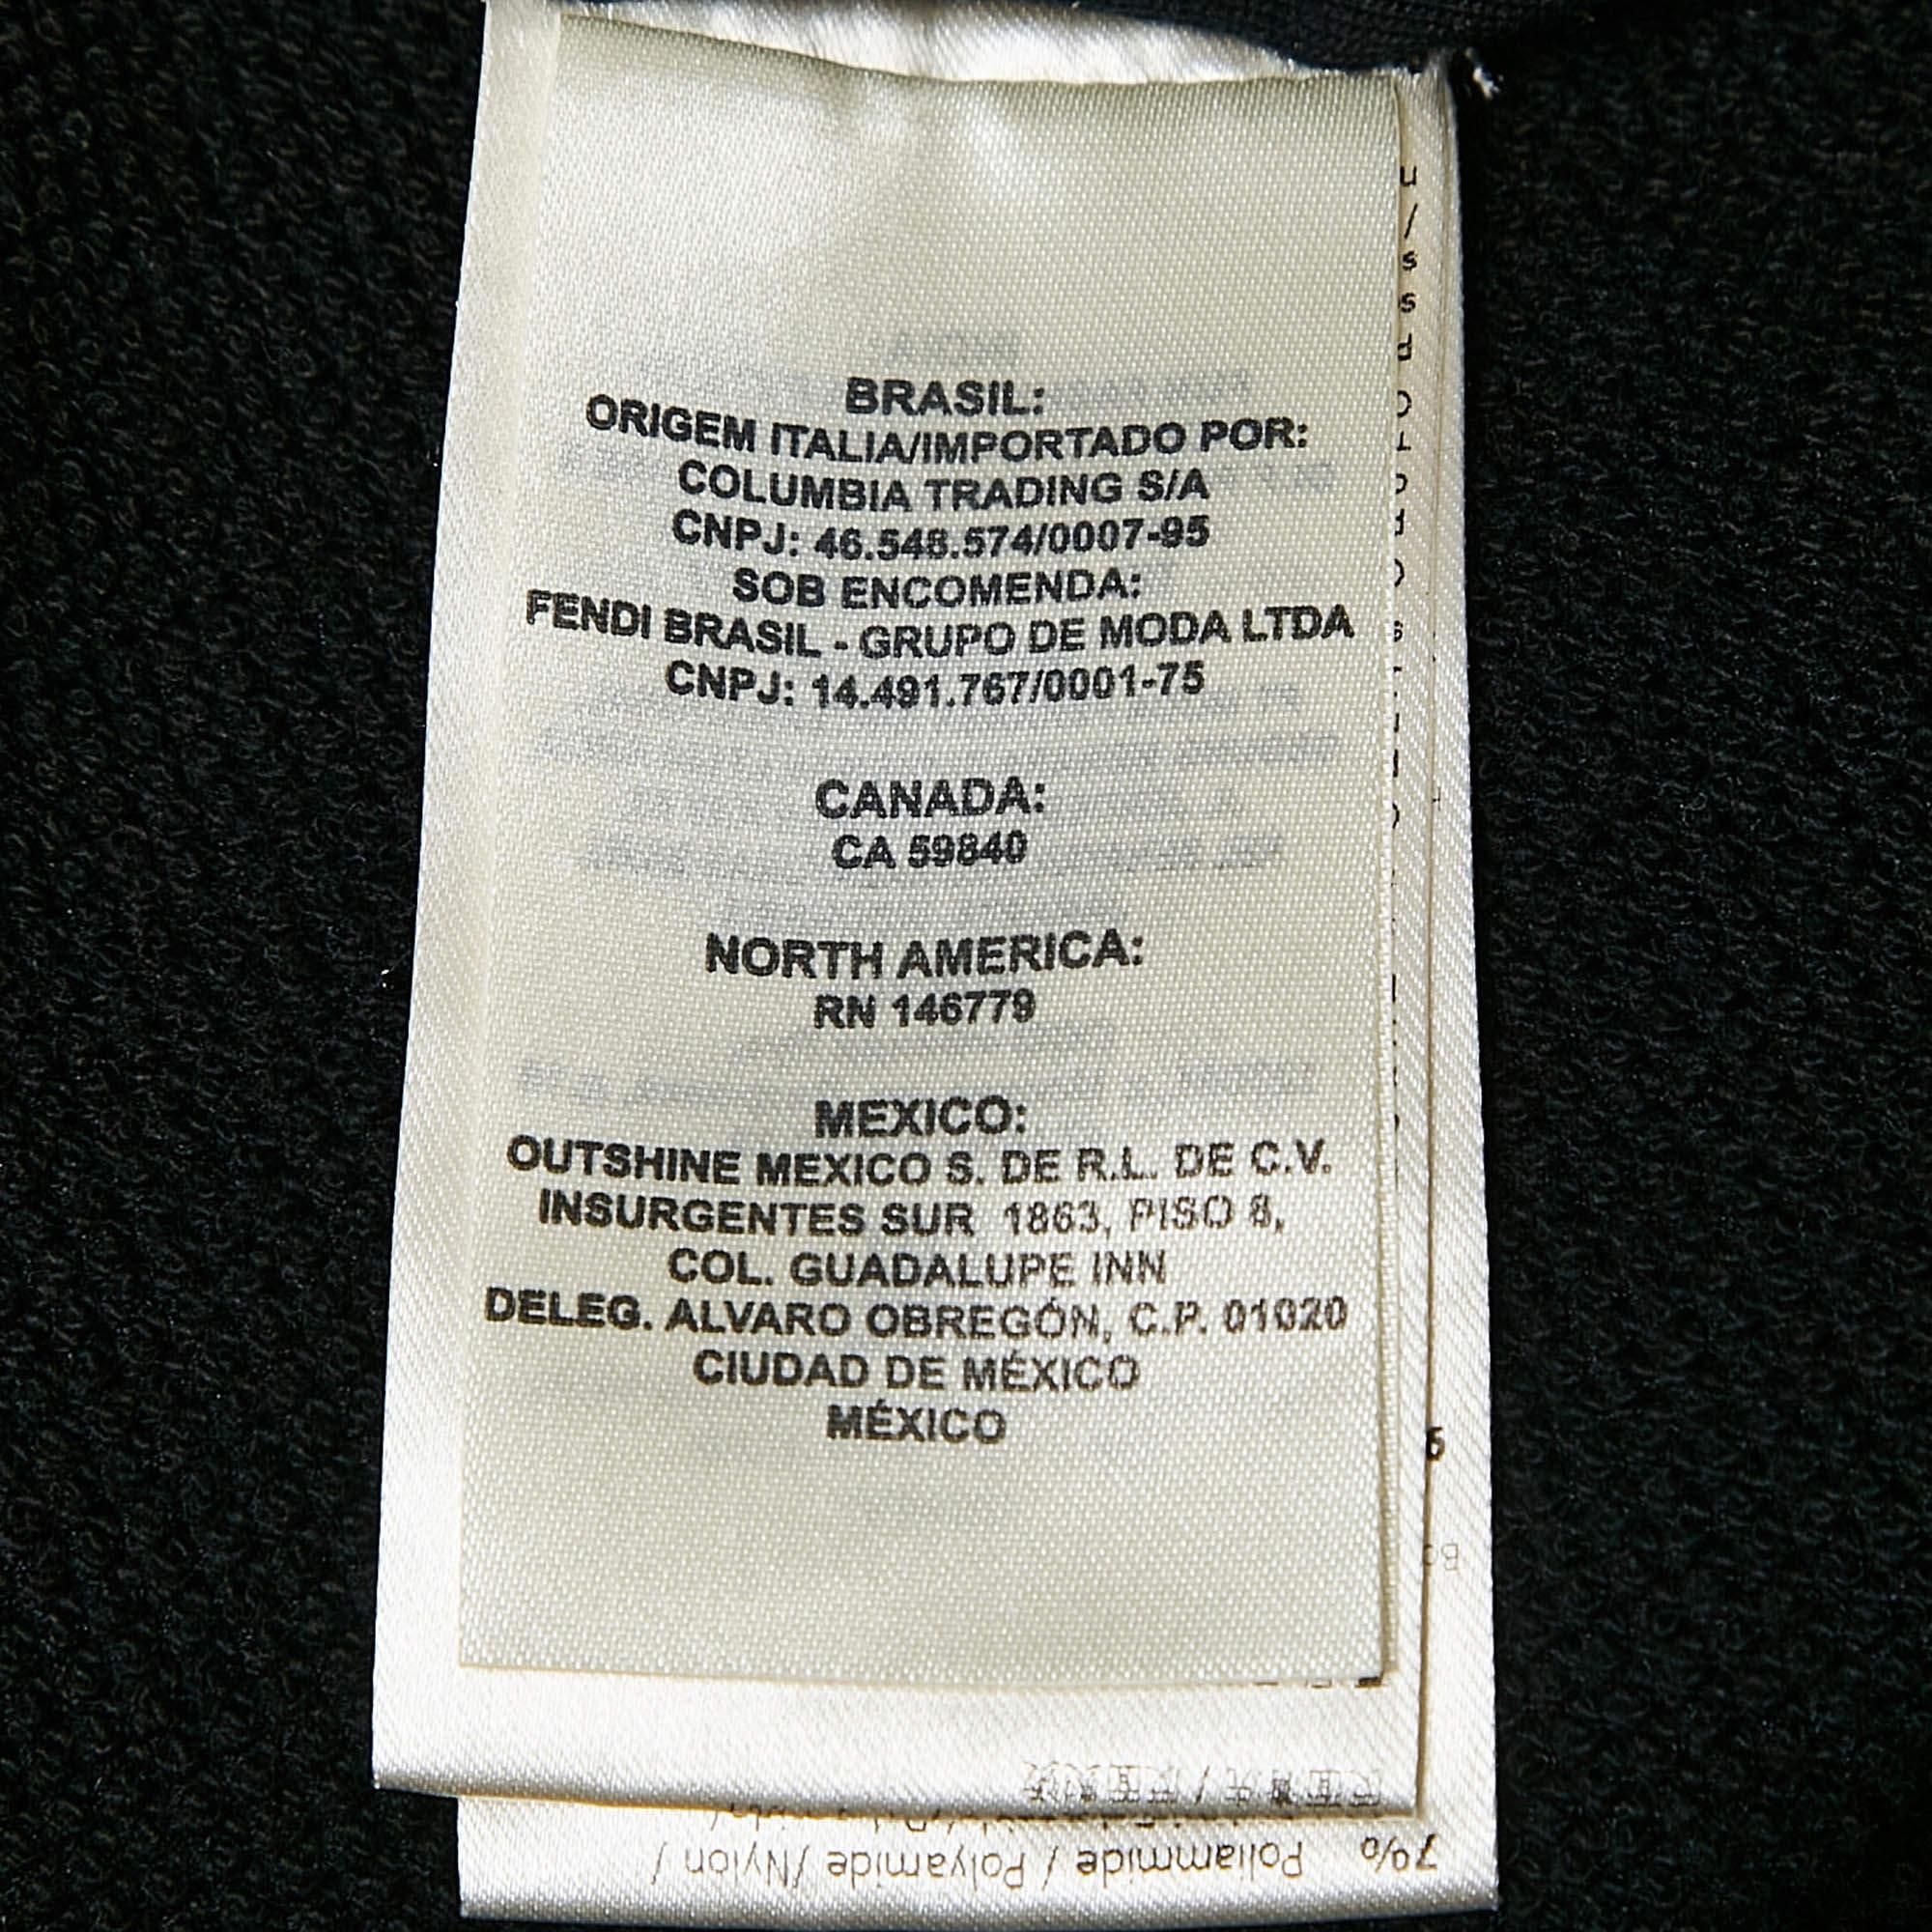 BRASIL:
ORIGEM ITALIA/IMPORTADO POR:
COLUMBIA TRADING S/A
CNPJ: 46.548.574/0007-95
SOB ENCOMENDA:
FENDI BRASIL - GRUPO DE MODA LTDA
CNPJ: 14.491.767/0001-75
CANADA:
CA 59840
NORTH AMERICA:
RN 146779
MEXICO:
OUTSHINE MEXICO S. DE R.L. DE C.V.
INSURGENTES SUR 1863, PISO 8,
COL. GUADALUPE INN
DELEG. ALVARO OBREGÓN, C.P. 01020
CIUDAD DE MÉXICO
MÉXICO
7% Poliammide / Polyamide / Nylon /